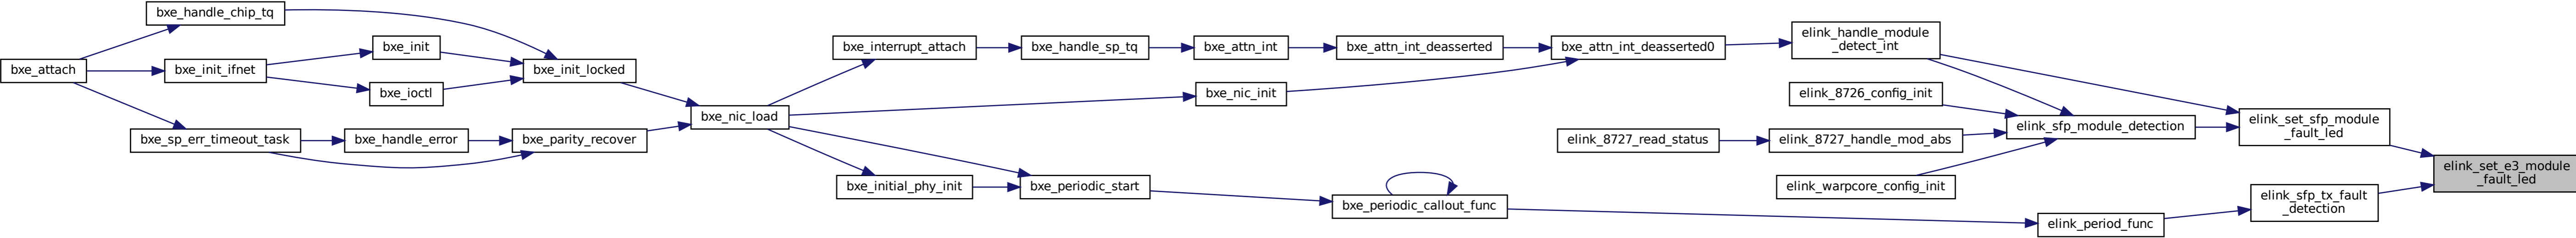 bxe_attach
bxe_handle_chip_tq
bxe_init_ifnet
bxe_sp_err_timeout_task
bxe_init
bxe_ioctl
bxe_handle_error
bxe_init_locked
bxe_parity_recover
bxe_nic_load
bxe_interrupt_attach
bxe_initial_phy_init
bxe_handle_sp_tq
bxe_periodic_start
bxe_attn_int
bxe_nic_init
bxe_attn_int_deasserted
bxe_periodic_callout_func
bxe_attn_int_deasserted0
elink_8727_read_status
elink_handle_module
_detect_int
elink_8726_config_init
elink_8727_handle_mod_abs
elink_warpcore_config_init
elink_sfp_module_detection
elink_period_func
elink_set_sfp_module
_fault_led
elink_sfp_tx_fault
_detection
elink_set_e3_module
_fault_led